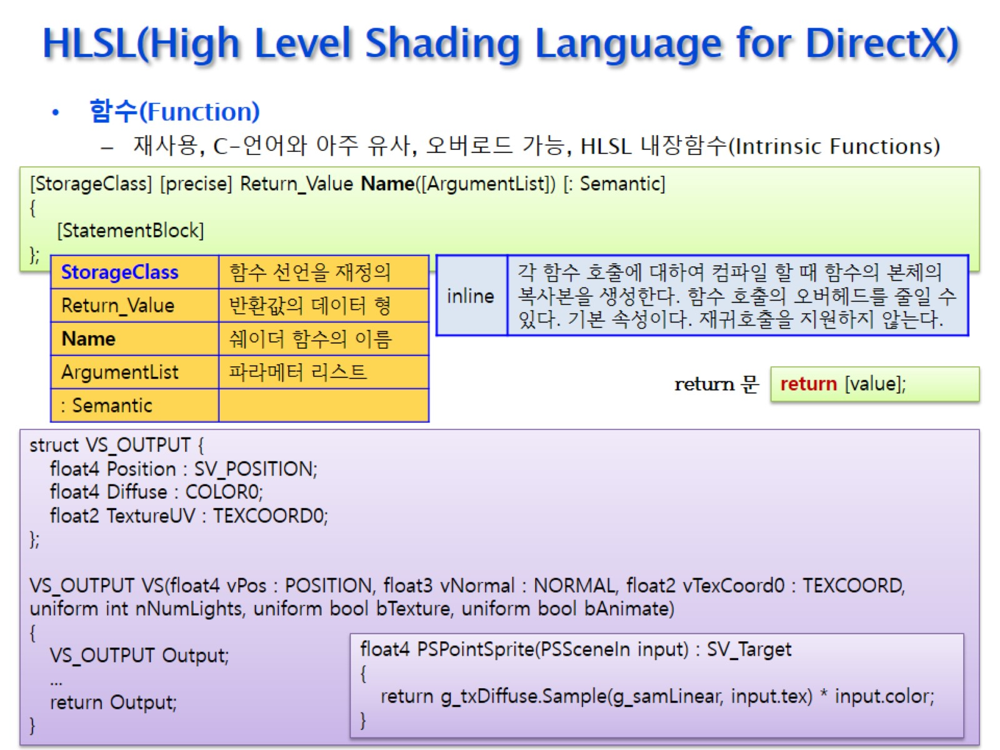 HLSL(High Level Shading Language for DirectX)
• 함수(Function)
– 재사용, C-언어와 아주 유사, 오버로드 가능, HLSL 내장함수(Intrinsic Functions)
[StorageClass] [precise] Return_Value Name([ArgumentList]) [: Semantic]
{
[StatementBlock]
};
StorageClass 함수 선언을 재정의
Return_Value 반환값의 데이터 형
Name 쉐이더 함수의 이름
ArgumentList 파라메터 리스트
: Semantic
inline 각 함수 호출에 대하여 컴파일 할 때 함수의 본체의
복사본을 생성한다. 함수 호출의 오버헤드를 줄일 수
있다. 기본 속성이다. 재귀호출을 지원하지 않는다.
return 문 return [value];
struct VS_OUTPUT {
float4 Position : SV_POSITION;
float4 Diffuse : COLOR0;
float2 TextureUV : TEXCOORD0;
};
VS_OUTPUT VS(float4 vPos : POSITION, float3 vNormal : NORMAL, float2 vTexCoord0 : TEXCOORD,
uniform int nNumLights, uniform bool bTexture, uniform bool bAnimate)
{
VS_OUTPUT Output;
...
return Output;
}
float4 PSPointSprite(PSSceneIn input) : SV_Target
{
return g_txDiffuse.Sample(g_samLinear, input.tex) * input.color;
}